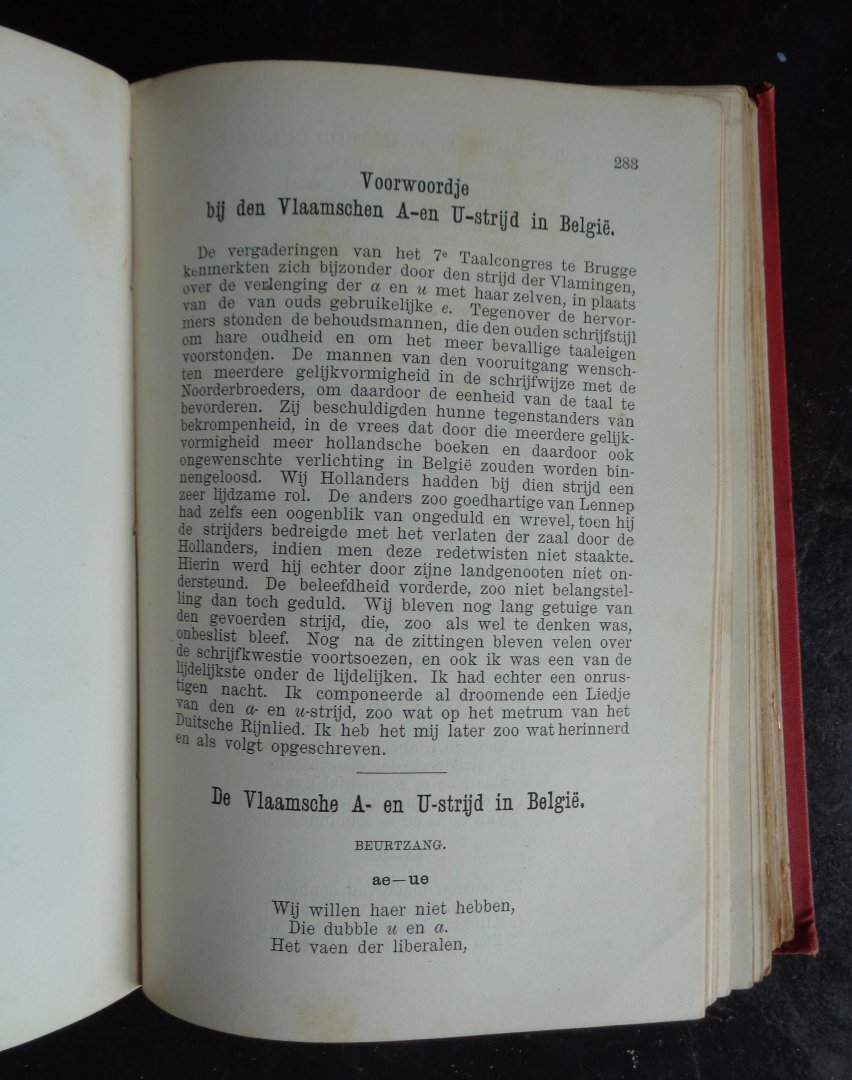 283
Voorwoordje
bij den Vlaamschen A-en U-strijd in België.
De vergaderingen van het 7e Taalcongres te Brugge
kenmerkten zich bijzonder door den strijd der Vlamingen,
over de verlenging der a en u met haar zelven, in plaats
van de van ouds gebruikelijke e. Tegenover de hervor-
mers stonden de behoudsmannen, die den ouden schrijfstijl
om hare oudheid en om het meer bevallige taaleigen
voorstonden. De mannen van den vooruitgang wensch-
ten meerdere gelijkvormigheid in de schrijfwijze met de
Noorderbroeders, om daardoor de eenheid van de taal te
bevorderen. Zij beschuldigden hunne tegenstanders van
bekrompenheid, in de vrees dat door die meerdere gelijk-
vormigheid meer hollandsche boeken en daardoor ook
ongewenschte verlichting in België zouden worden bin-
nengeloosd. Wij Hollanders hadden bij dien strijd een
zeer lijdzame rol. De anders zoo goedhartige van Lennep
had zelfs een oogenblik van ongeduld en wrevel, toen hij
de strijders bedreigde met het verlaten der zaal door de
Hollanders, indien men deze redetwisten niet staakte.
Hierin werd hij echter door zijne landgenooten niet on-
dersteund. De beleefdheid vorderde, zoo niet belangstel-
ling dan toch geduld. Wij bleven nog lang getuige van
den gevoerden strijd, die, zoo als wel te denken was,
onbeslist bleef. Nog na de zittingen bleven velen over
de schrijfkwestie voortsoezen, en ook ik was een van de
lijdelijkste onder de lijdelijken. Ik had echter een onrus-
tigen nacht. Ik componeerde al droomende een Liedje
van den a- en u-strijd, zoo wat op het metrum van het
Duitsche Rijnlied. Ik heb het mij later zoo wat herinnerd
en als volgt opgeschreven.
De Vlaamsche A- en U-strijd in België.
BEURTZANG.
ae—ue
Wij willen haer niet hebben,
Die dubble u en a.
Het vaen der liberalen,